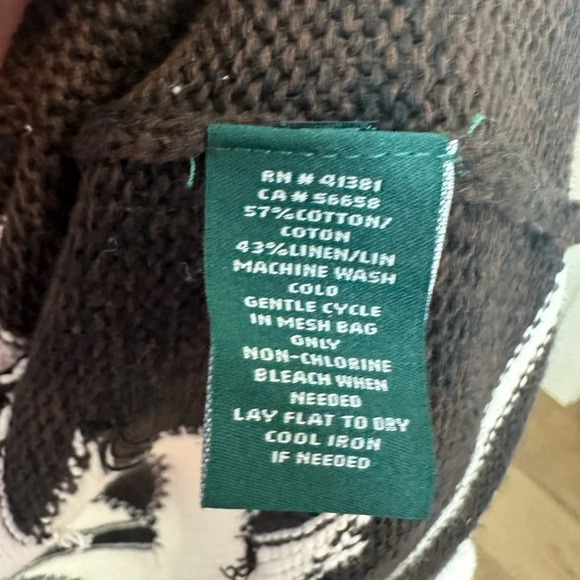 RN # 41381
CA # 56658
57%COTTON/
COTON
43%LINEN/LIN
MACHINE WASH
COLD
GENTLE CYCLE
IN MESH BAG
ONLY
NON-CHLORINE
BLEACH WHEN
NEEDED
LAY FLAT TO DRY
COOL IRON
IF NEEDED